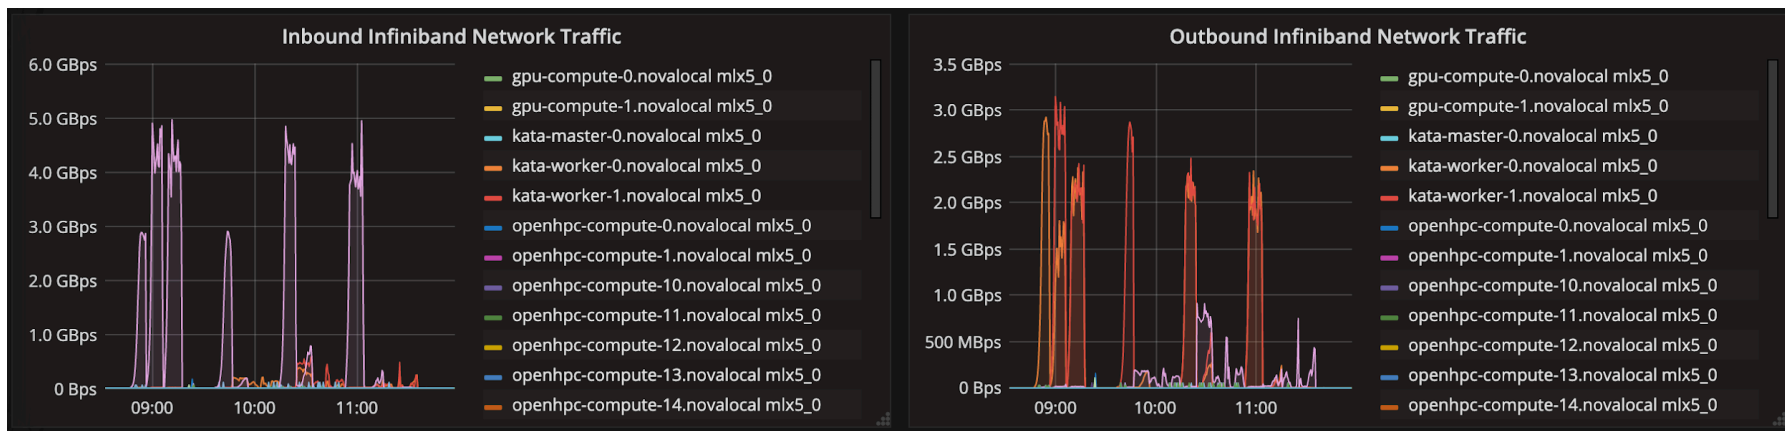 Inbound Infiniband Network Traffic
6.0 GBps
5.0 GBps
4.0 GBps
3.0 GBps
2.0 GBps
1.0 GBps
0 Bps
09:00 10:00 11:00
gpu-compute-0.novalocal mlx5_0
gpu-compute-1.novalocal mlx5_0
kata-master-0.novalocal mlx5_0
kata-worker-0.novalocal mlx5_0
kata-worker-1.novalocal mlx5_0
openhpc-compute-0.novalocal mlx5_0
openhpc-compute-1.novalocal mlx5_0
openhpc-compute-10.novalocal mlx5_0
openhpc-compute-11.novalocal mlx5_0
openhpc-compute-12.novalocal mlx5_0
openhpc-compute-13.novalocal mlx5_0
openhpc-compute-14.novalocal mlx5_0
Outbound Infiniband Network Traffic
3.5 GBps
3.0 GBps
2.5 GBps
2.0 GBps
1.5 GBps
1.0 GBps
500 MBps
0 Bps
09:00 10:00 11:00
gpu-compute-0.novalocal mlx5_0
gpu-compute-1.novalocal mlx5_0
kata-master-0.novalocal mlx5_0
kata-worker-0.novalocal mlx5_0
kata-worker-1.novalocal mlx5_0
openhpc-compute-0.novalocal mlx5_0
openhpc-compute-1.novalocal mlx5_0
openhpc-compute-10.novalocal mlx5_0
openhpc-compute-11.novalocal mlx5_0
openhpc-compute-12.novalocal mlx5_0
openhpc-compute-13.novalocal mlx5_0
openhpc-compute-14.novalocal mlx5_0